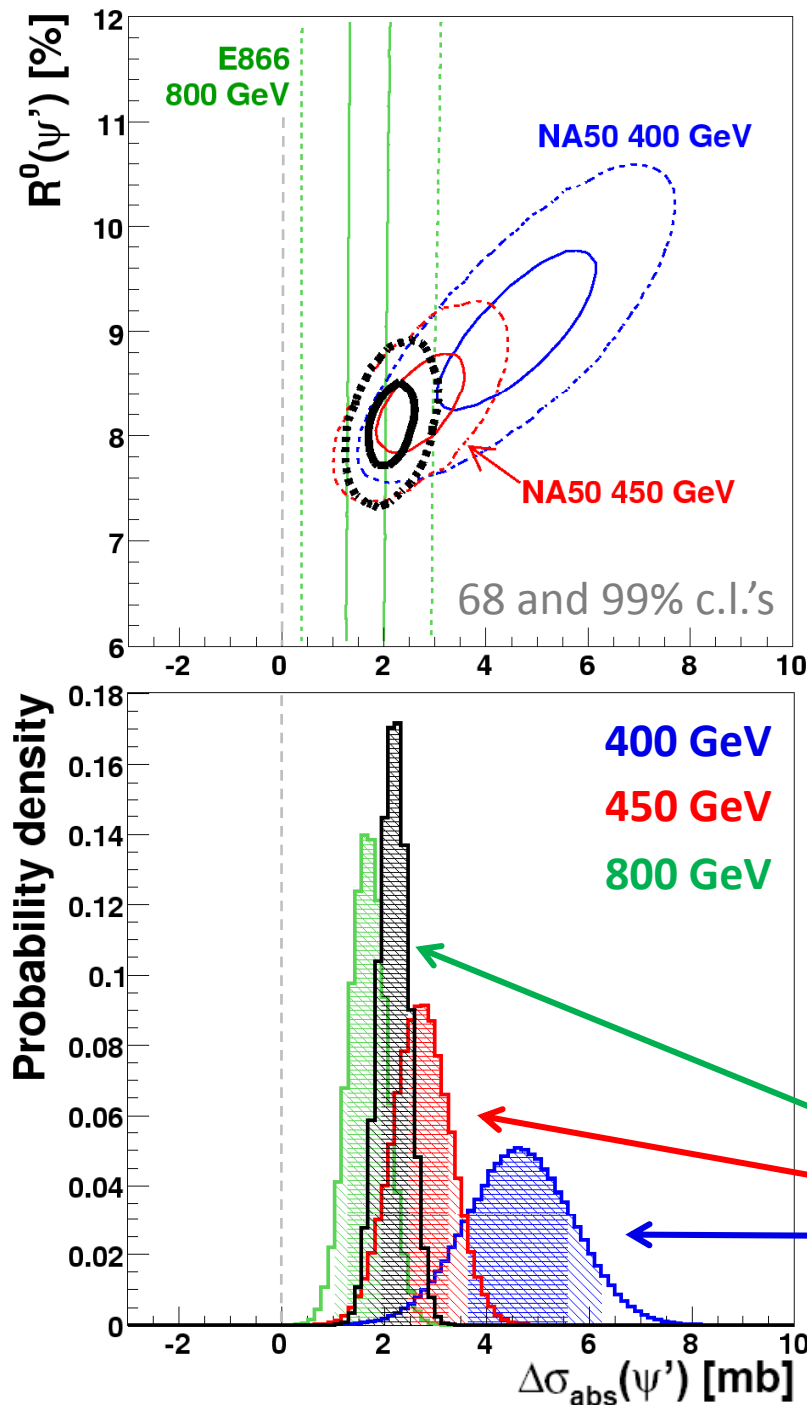 R⁰(ψ’) [%]
12
11
10
9
8
7
6
E866
800 GeV
NA50 400 GeV
NA50 450 GeV
68 and 99% c.l.’s
-2 0 2 4 6 8 10
Probability density
0.18
0.16
0.14
0.12
0.1
0.08
0.06
0.04
0.02
0
400 GeV
450 GeV
800 GeV
-2 0 2 4 6 8 10
Δσabs(ψ’) [mb]